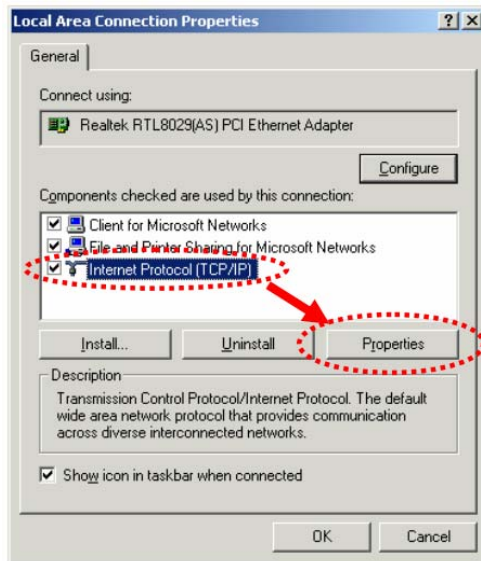 Local Area Connection Properties
General
Connect using:
Realtek RTL8029(AS) PCI Ethernet Adapter
Configure
Components checked are used by this connection:
Client for Microsoft Networks
File and Printer Sharing for Microsoft Networks
Internet Protocol (TCP/IP)
Install... Uninstall Properties
Description
Transmission Control Protocol/Internet Protocol. The default
wide area network protocol that provides communication
across diverse interconnected networks.
Show icon in taskbar when connected
OK Cancel